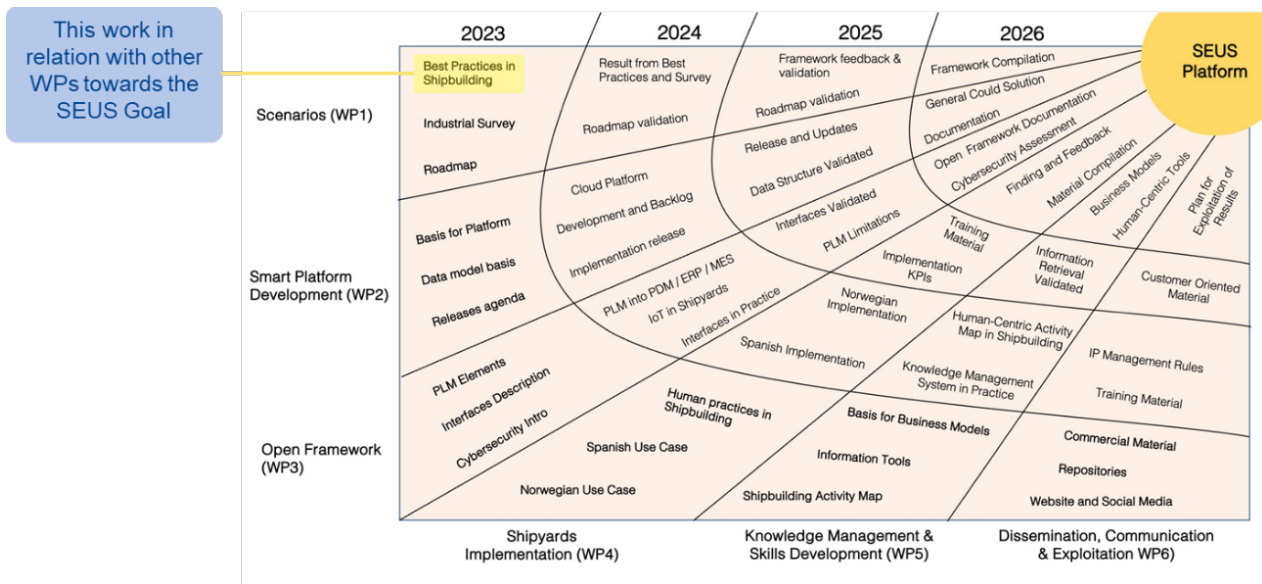 This work in
relation with other
WPs towards the
SEUS Goal
2023
2024
2025
2026
SEUS
Platform
Scenarios (WP1)
Best Practices in
Shipbuilding
Industrial Survey
Roadmap
Result from Best
Practices and Survey
Roadmap validation
Framework feedback &
validation
Roadmap validation
Framework Compilation
General Could Solution
Documentation
Smart Platform
Development (WP2)
Basis for Platform
Data model basis
Releases agenda
Cloud Platform
Development and Backlog
Implementation release
Release and Updates
Data Structure Validated
Interfaces Validated
Open Framework Documentation
Cybersecurity Assessment
Open Framework
(WP3)
PLM Elements
Interfaces Description
Cybersecurity Intro
PLM into PDM / ERP / MES
IoT in Shipyards
Interfaces in Practice
PLM Limitations
Finding and Feedback
Material Compilation
Shipyards
Implementation (WP4)
Norwegian Use Case
Spanish Use Case
Human practices in
Shipbuilding
Spanish Implementation
Norwegian
Implementation
Implementation
KPIs
Training
Material
Business Models
Human-Centric Tools
Knowledge Management &
Skills Development (WP5)
Shipbuilding Activity Map
Information Tools
Basis for Business Models
Knowledge Management
System in Practice
Human-Centric Activity
Map in Shipbuilding
Information
Retrieval
Validated
Plan for
Exploitation of
Results
Dissemination, Communication
& Exploitation WP6)
Website and Social Media
Repositories
Commercial Material
Training Material
IP Management Rules
Customer Oriented
Material